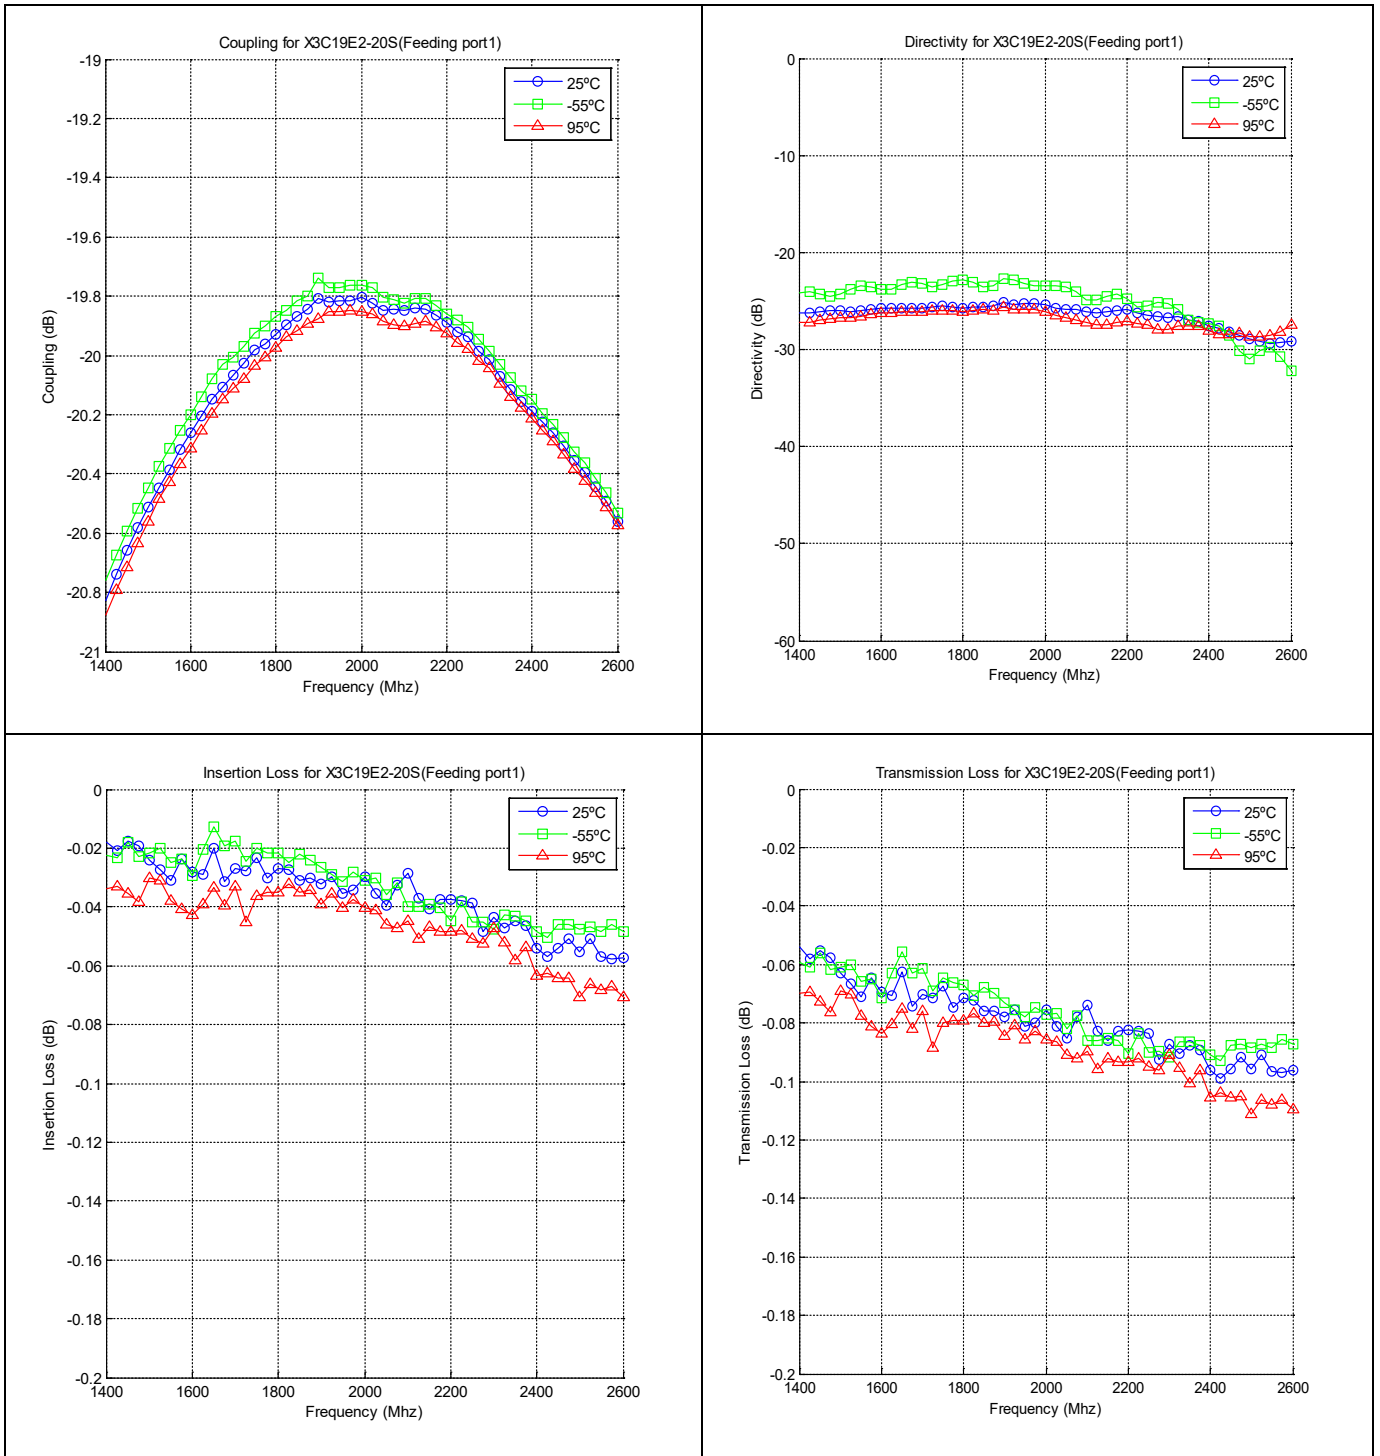 Coupling for X3C19E2-20S(Feeding port1)
-19
-19.2
-19.4
-19.6
-19.8
-20
-20.2
-20.4
-20.6
-20.8
-21
Coupling (dB)
25ºC
-55ºC
95ºC
1400 1600 1800 2000 2200 2400 2600
Frequency (Mhz)
Directivity for X3C19E2-20S(Feeding port1)
0
-10
-20
-30
-40
-50
-60
Directivity (dB)
25ºC
-55ºC
95ºC
1400 1600 1800 2000 2200 2400 2600
Frequency (Mhz)
Insertion Loss for X3C19E2-20S(Feeding port1)
0
-0.02
-0.04
-0.06
-0.08
-0.1
-0.12
-0.14
-0.16
-0.18
-0.2
Insertion Loss (dB)
25ºC
-55ºC
95ºC
1400 1600 1800 2000 2200 2400 2600
Frequency (Mhz)
Transmission Loss for X3C19E2-20S(Feeding port1)
0
-0.02
-0.04
-0.06
-0.08
-0.1
-0.12
-0.14
-0.16
-0.18
-0.2
Transmission Loss (dB)
25ºC
-55ºC
95ºC
1400 1600 1800 2000 2200 2400 2600
Frequency (Mhz)